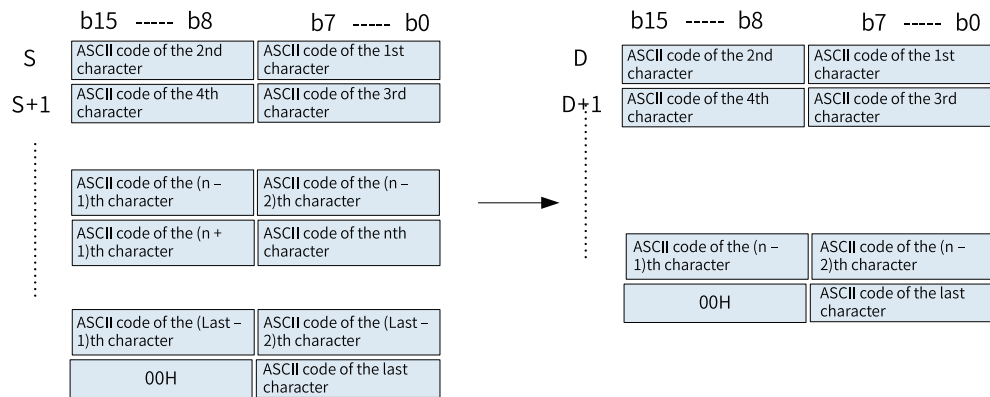 b15 ----- b8 b7 ----- b0
S
ASCII code of the 2nd
character
ASCII code of the 1st
character
S+1
ASCII code of the 4th
character
ASCII code of the 3rd
character
ASCII code of the (n –
1)th character
ASCII code of the (n –
2)th character
ASCII code of the (n +
1)th character
ASCII code of the nth
character
ASCII code of the (Last –
1)th character
ASCII code of the (Last –
2)th character
00H
ASCII code of the last
character
b15 ----- b8 b7 ----- b0
D
ASCII code of the 2nd
character
ASCII code of the 1st
character
D+1
ASCII code of the 4th
character
ASCII code of the 3rd
character
ASCII code of the (n –
1)th character
ASCII code of the (n –
2)th character
00H
ASCII code of the last
character